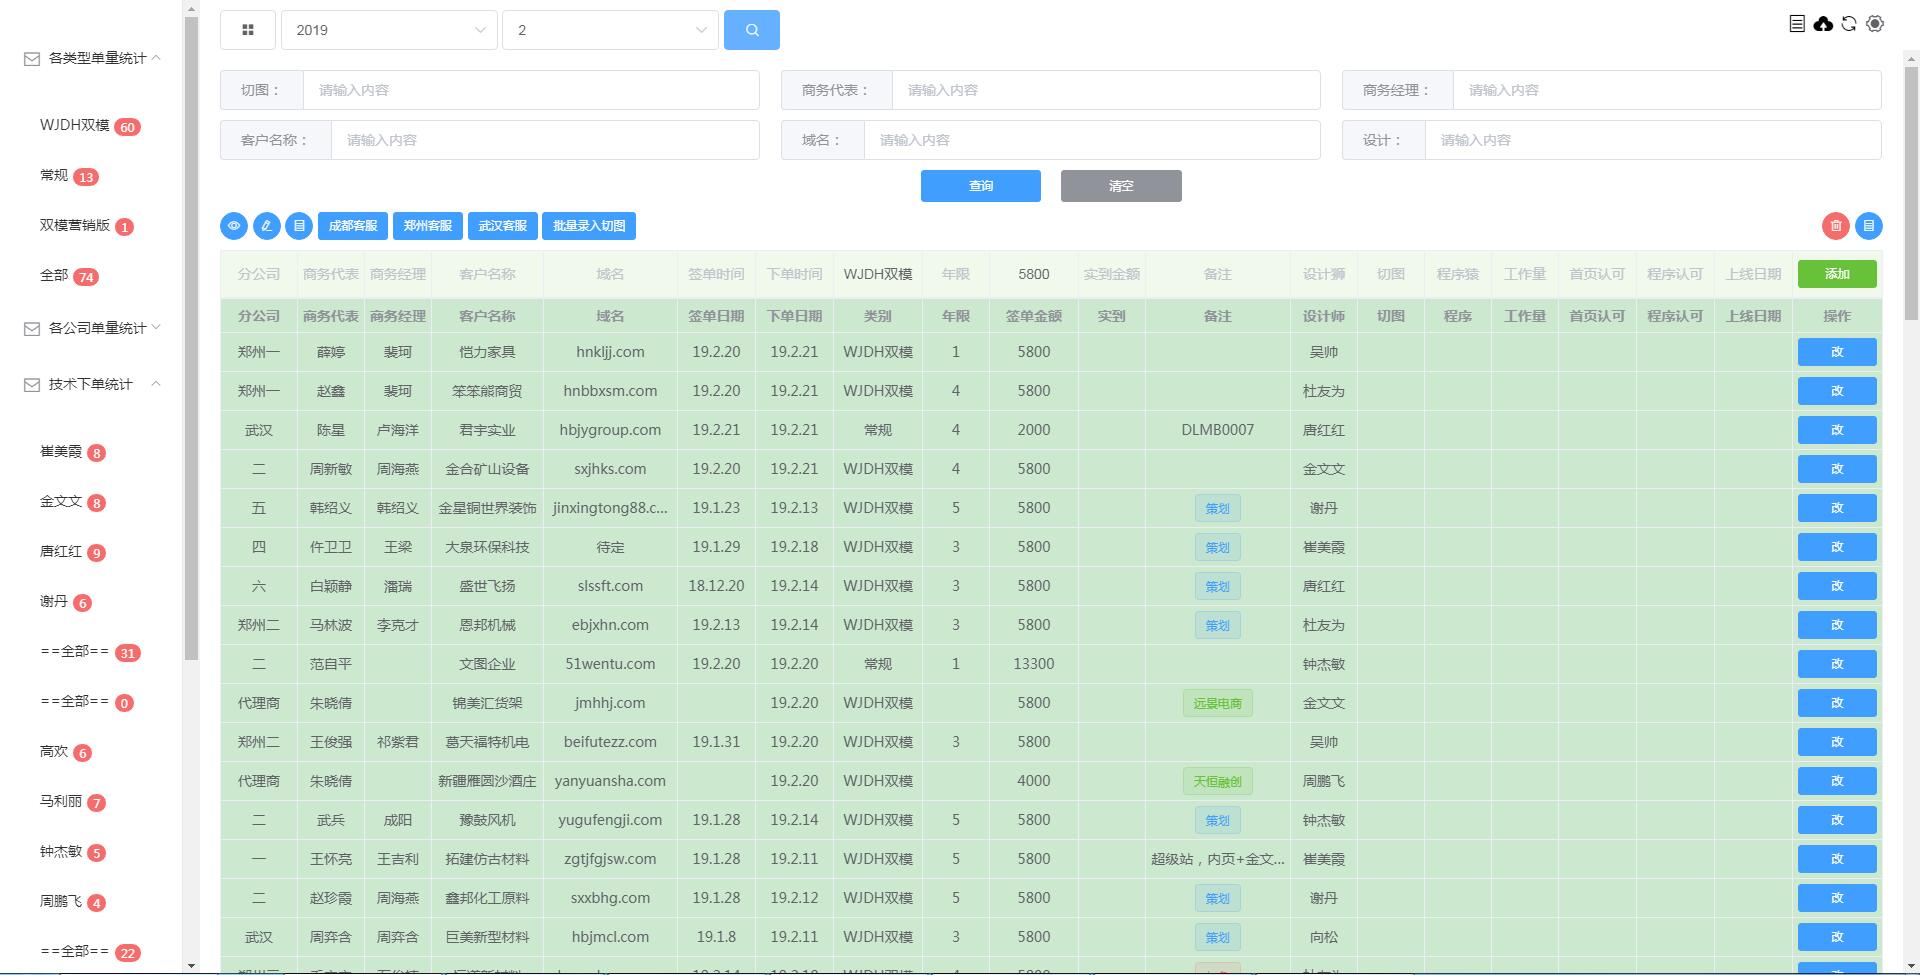 2019 2
各类型单量统计
WJDH双模 60
常规 13
双模营销版 1
全部 74
各公司单量统计
技术下单统计
崔美霞 8
金文文 8
唐红红 9
谢丹 6
==全部== 31
==全部== 0
高欢 6
马利丽 7
钟杰敏 5
周鹏飞 4
==全部== 22
切图： 请输入内容 商务代表： 请输入内容 商务经理： 请输入内容
客户名称： 请输入内容 域名： 请输入内容 设计： 请输入内容
查询 清空
成都客服 郑州客服 武汉客服 批量录入切图
分公司 商务代表 商务经理 客户名称 域名 签单时间 下单时间 WJDH双模 年限 5800 实到金额 备注 设计狮 切图 程序猿 工作量 首页认可 程序认可 上线日期 添加
分公司 商务代表 商务经理 客户名称 域名 签单日期 下单日期 类别 年限 签单金额 实到 备注 设计师 切图 程序 工作量 首页认可 程序认可 上线日期 操作
郑州一 薛婷 裴珂 恺力家具 hnkljj.com 19.2.20 19.2.21 WJDH双模 1 5800 吴帅 改
郑州一 赵鑫 裴珂 笨笨熊商贸 hnbbxsm.com 19.2.20 19.2.21 WJDH双模 4 5800 杜友为 改
武汉 陈星 卢海洋 君宇实业 hbjygroup.com 19.2.21 19.2.21 常规 4 2000 DLMB0007 唐红红 改
二 周新敏 周海燕 金合矿山设备 sxjhks.com 19.2.20 19.2.21 WJDH双模 4 5800 金文文 改
五 韩绍义 韩绍义 金星铜世界装饰 jinxingtong88.c... 19.1.23 19.2.13 WJDH双模 5 5800 策划 谢丹 改
四 仵卫卫 王梁 大泉环保科技 待定 19.1.29 19.2.18 WJDH双模 3 5800 策划 崔美霞 改
六 白颖静 潘瑞 盛世飞扬 slssft.com 18.12.20 19.2.14 WJDH双模 3 5800 策划 唐红红 改
郑州二 马林波 李克才 恩邦机械 ebjxhn.com 19.2.13 19.2.14 WJDH双模 3 5800 策划 杜友为 改
二 范自平 文图企业 51wentu.com 19.2.20 19.2.20 常规 1 13300 钟杰敏 改
代理商 朱晓倩 锦美汇货架 jmhhj.com 19.2.20 WJDH双模 5800 远景电商 金文文 改
郑州二 王俊强 祁紫君 葛天福特机电 beifutezz.com 19.1.31 19.2.20 WJDH双模 3 5800 吴帅 改
代理商 朱晓倩 新疆雁圆沙酒庄 yanyuansha.com 19.2.20 WJDH双模 4000 天恒融创 周鹏飞 改
二 武兵 成阳 豫鼓风机 yugufengji.com 19.1.28 19.2.14 WJDH双模 5 5800 策划 钟杰敏 改
一 王怀亮 王吉利 拓建仿古材料 zgtjfgjsw.com 19.1.28 19.2.11 WJDH双模 5 5800 超级站，内页+金文... 崔美霞 改
二 赵珍霞 周海燕 鑫邦化工原料 sxxbhg.com 19.1.28 19.2.12 WJDH双模 5 5800 策划 谢丹 改
武汉 周弈含 周弈含 巨美新型材料 hbjmcl.com 19.1.8 19.2.11 WJDH双模 3 5800 策划 向松 改